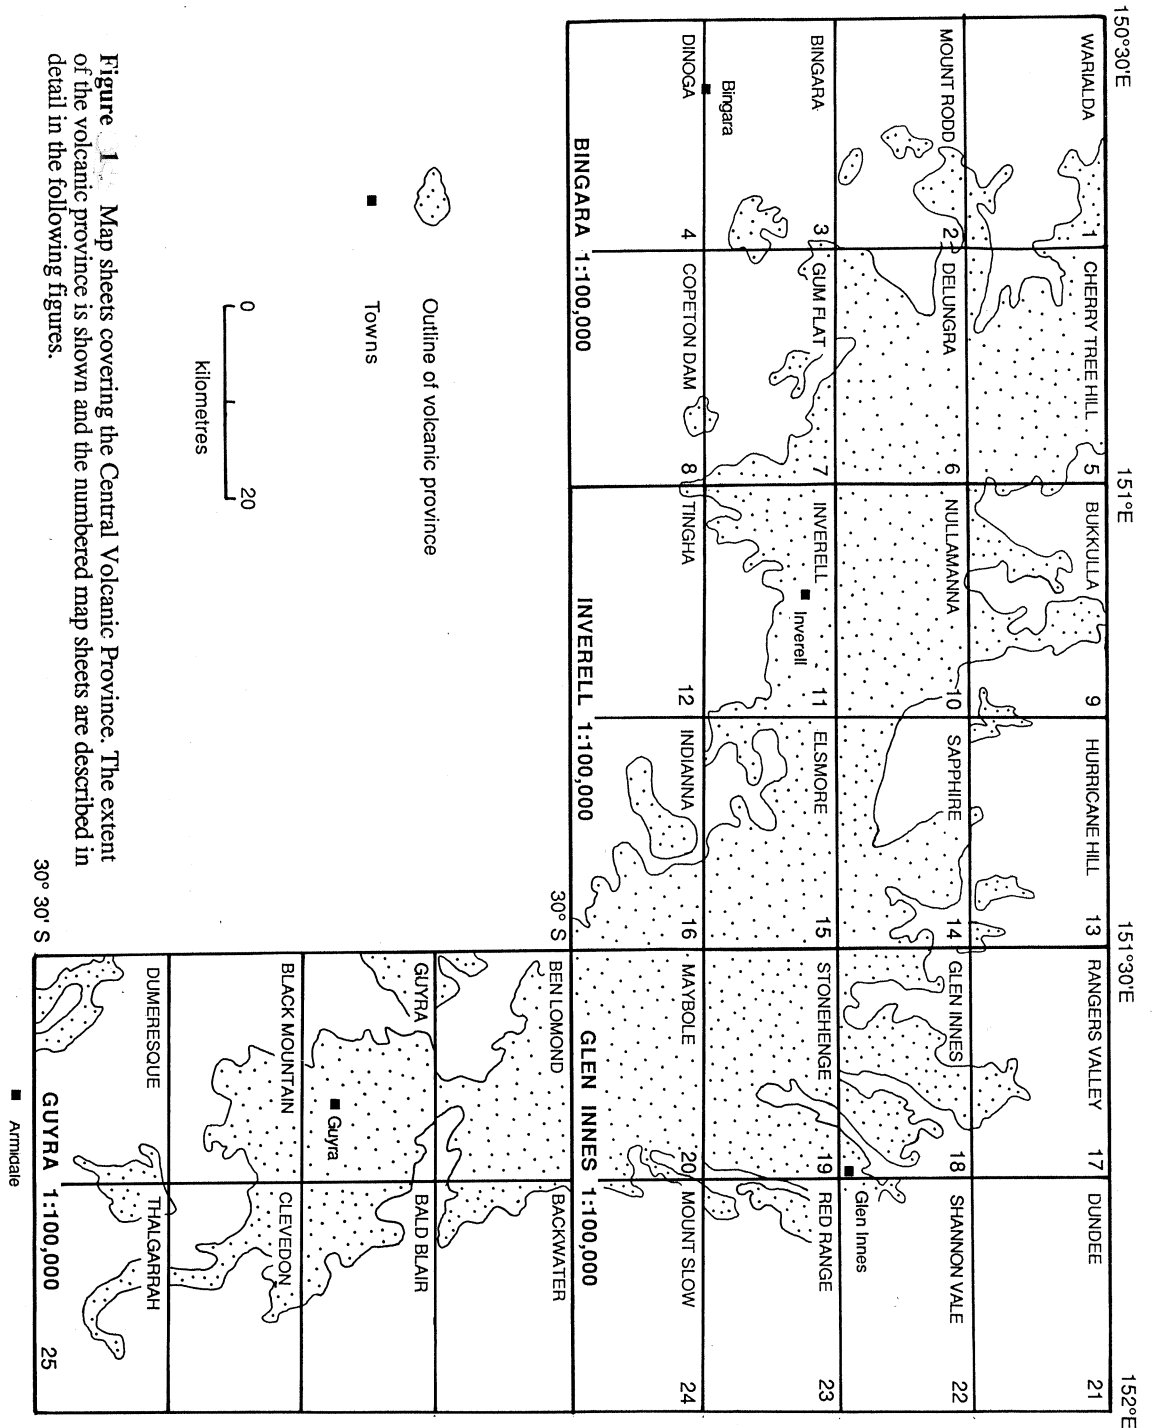 150°30'E
151°E
151°30'E
152°E
WARIALDA
1
CHERRY TREE HILL
5
BUKKULLA
9
HURRICANE HILL
13
RANGERS VALLEY
17
DUNDEE
21
MOUNT RODD
2
DELUNGRA
6
NULLAMANNA
10
SAPPHIRE
14
GLEN INNES
18
SHANNON VALE
22
Glen Innes
BINGARA
3
GUM FLAT
7
INVERELL
11
ELSMORE
15
STONEHENGE
19
RED RANGE
23
Inverell
Bingara
DINOGA
4
COPETON DAM
8
TINGHA
12
INDIANNA
16
MAYBOLE
20
MOUNT SLOW
24
BINGARA 1:100,000
INVERELL 1:100,000
GLEN INNES 1:100,000
30° S
BEN LOMOND
BACKWATER
GUYRA
BALD BLAIR
Guyra
BLACK MOUNTAIN
CLEVEDON
DUMERESQUE
THALGARRAH
GUYRA 1:100,000
25
30° 30' S
Armidale
Outline of volcanic province
Towns
0
20
kilometres
Figure 1. Map sheets covering the Central Volcanic Province. The extent
of the volcanic province is shown and the numbered map sheets are described in
detail in the following figures.